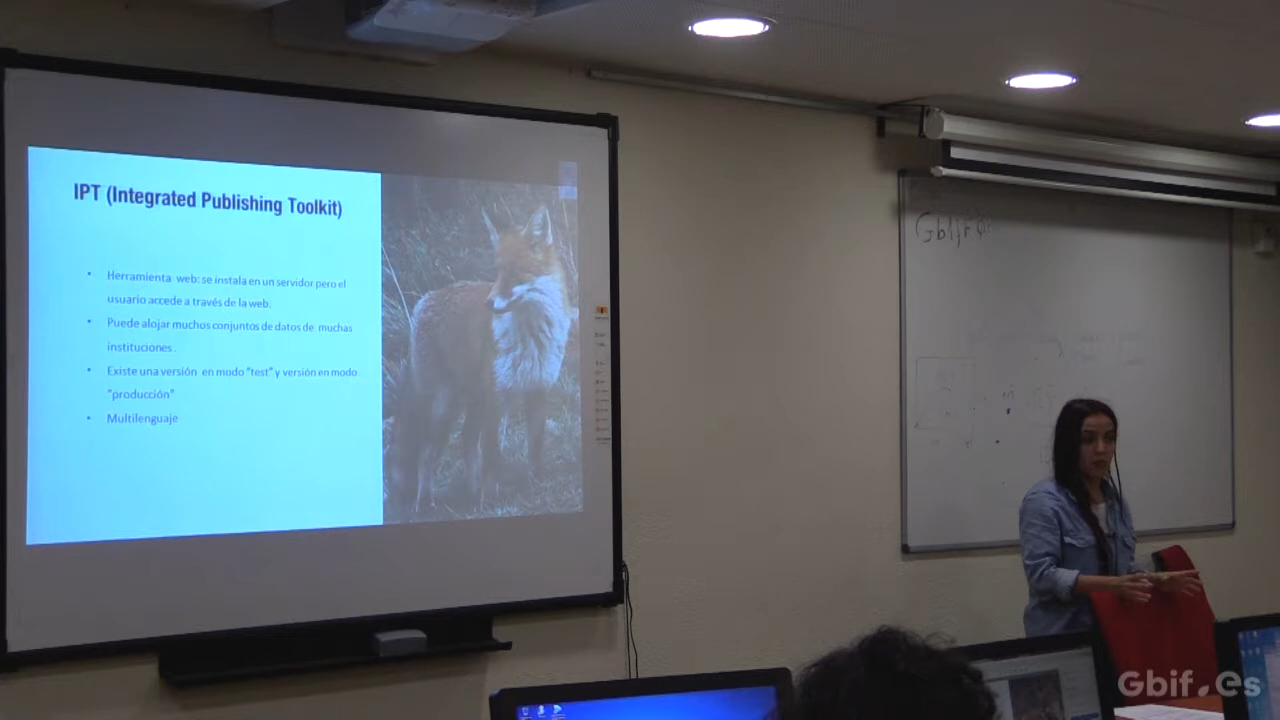 IPT (Integrated Publishing Toolkit)
• Herramienta web: se instala en un servidor pero el
usuario accede a través de la web.
• Puede alojar muchos conjuntos de datos de muchas
instituciones.
• Existe una versión en modo "test" y versión en modo
"producción"
• Multilenguaje
Gbif.es